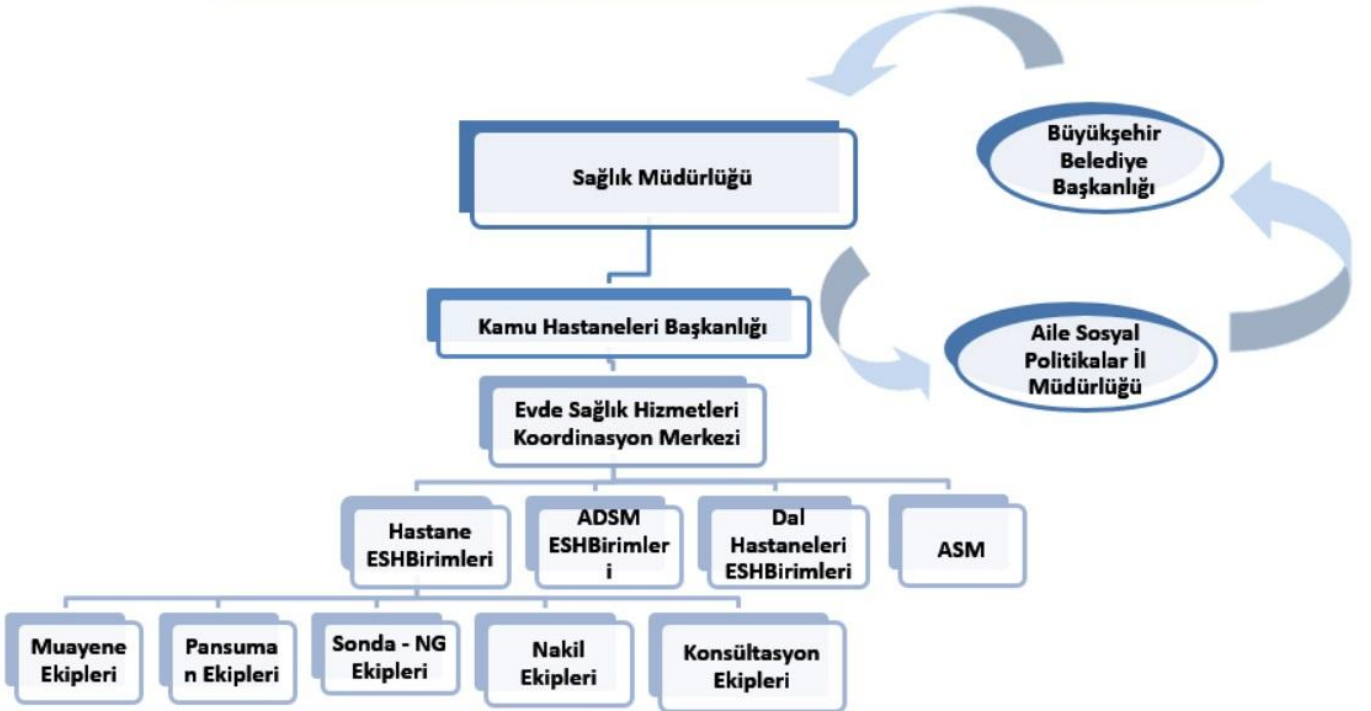 Büyükşehir
Belediye
Başkanlığı
Sağlık Müdürlüğü
Kamu Hastaneleri Başkanlığı
Aile Sosyal
Politikalar İl
Müdürlüğü
Evde Sağlık Hizmetleri
Koordinasyon Merkezi
Hastane
ESHBirimleri
ADSM
ESHBirimler
i
Dal
Hastaneleri
ESHBirimleri
ASM
Muayene
Ekipleri
Pansuma
n Ekipleri
Sonda - NG
Ekipleri
Nakil
Ekipleri
Konsültasyon
Ekipleri